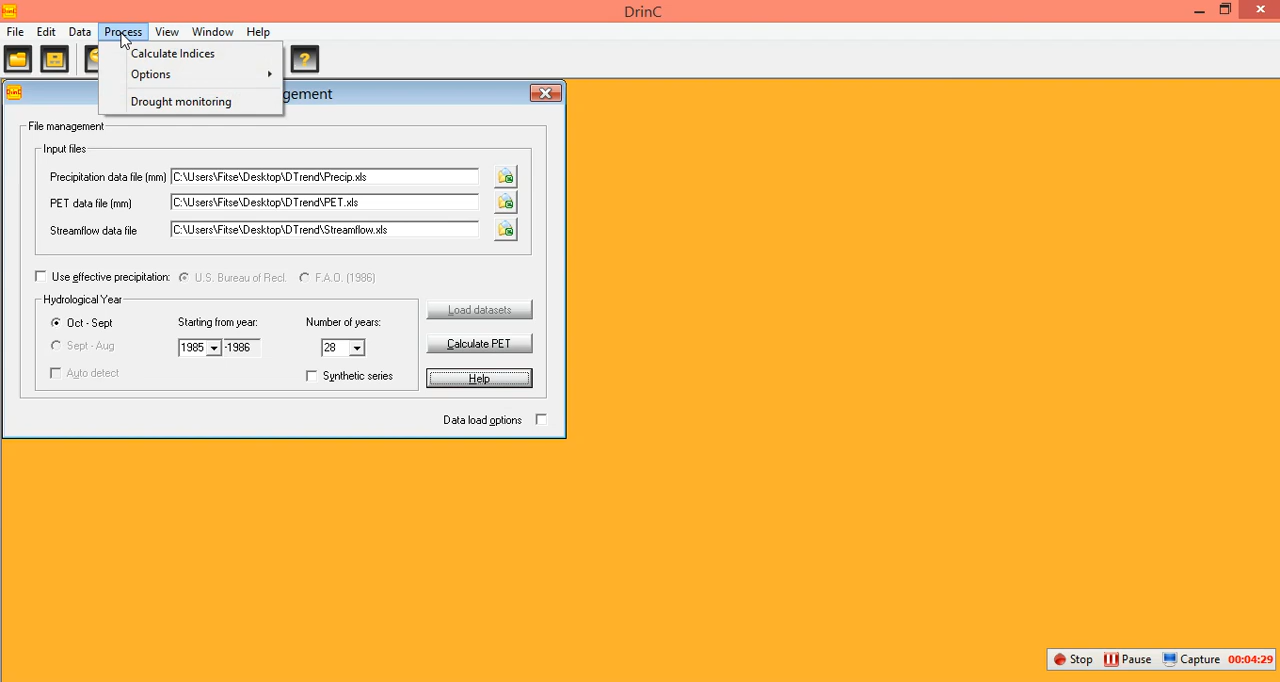 DrinC
DrinC
File Edit Data Process View Window Help
Calculate Indices
Options
Drought monitoring
DrinC
gement
File management
Input files
Precipitation data file (mm) C:\Users\Fitse\Desktop\DTrend\Precip.xls
PET data file (mm) C:\Users\Fitse\Desktop\DTrend\PET.xls
Streamflow data file C:\Users\Fitse\Desktop\DTrend\Streamflow.xls
Use effective precipitation: U.S. Bureau of Recl. F.A.O. (1986)
Hydrological Year
Load datasets
Oct - Sept Starting from year: Number of years:
Sept - Aug 1985 -1986 28 Calculate PET
Auto detect Synthetic series Help
Data load options
Stop Pause Capture 00:04:29